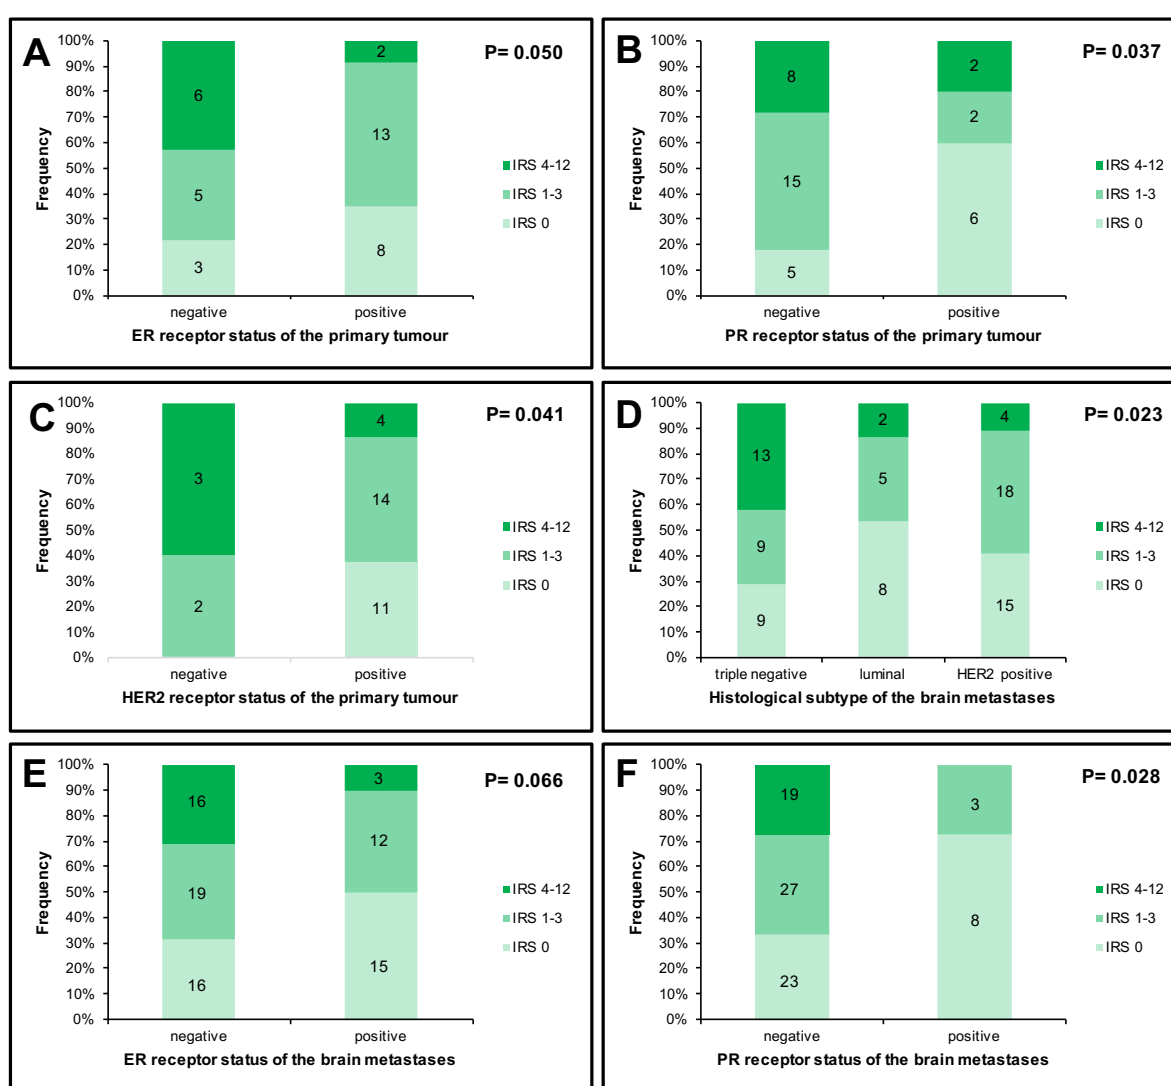 A
P= 0.050
100%
90%
80%
70%
60%
50%
40%
30%
20%
10%
0%
Frequency
6
5
3
2
13
8
IRS 4-12
IRS 1-3
IRS 0
negative positive
ER receptor status of the primary tumour
B
P= 0.037
100%
90%
80%
70%
60%
50%
40%
30%
20%
10%
0%
Frequency
8
15
5
2
2
6
IRS 4-12
IRS 1-3
IRS 0
negative positive
PR receptor status of the primary tumour
C
P= 0.041
100%
90%
80%
70%
60%
50%
40%
30%
20%
10%
0%
Frequency
3
2
4
14
11
IRS 4-12
IRS 1-3
IRS 0
negative positive
HER2 receptor status of the primary tumour
D
P= 0.023
100%
90%
80%
70%
60%
50%
40%
30%
20%
10%
0%
Frequency
13
9
9
2
5
8
4
18
15
IRS 4-12
IRS 1-3
IRS 0
triple negative luminal HER2 positive
Histological subtype of the brain metastases
E
P= 0.066
100%
90%
80%
70%
60%
50%
40%
30%
20%
10%
0%
Frequency
16
19
16
3
12
15
IRS 4-12
IRS 1-3
IRS 0
negative positive
ER receptor status of the brain metastases
F
P= 0.028
100%
90%
80%
70%
60%
50%
40%
30%
20%
10%
0%
Frequency
19
27
23
3
8
IRS 4-12
IRS 1-3
IRS 0
negative positive
PR receptor status of the brain metastases